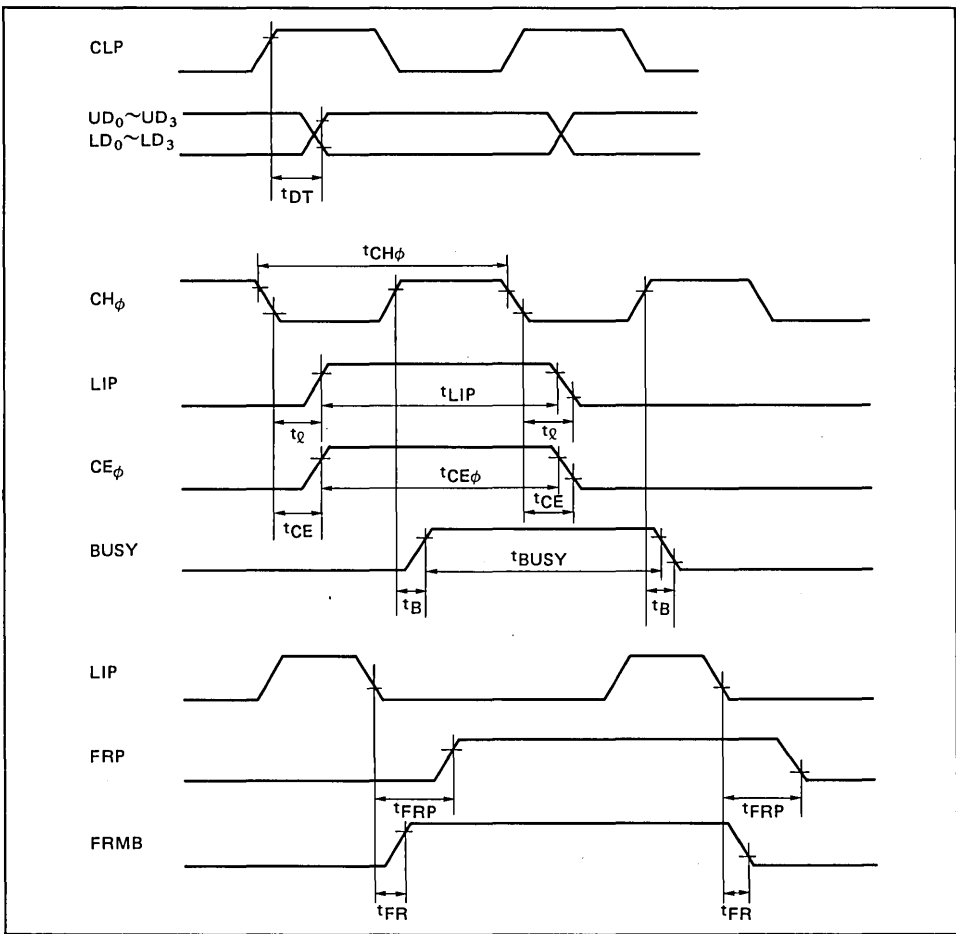 CLP
UD₀~UD₃
LD₀~LD₃
tDT
tCHφ
CHφ
LIP
tLIP
tℓ
tℓ
CEφ
tCEφ
tCE
tCE
BUSY
tBUSY
tB
tB
LIP
FRP
tFRP
tFRP
FRMB
tFR
tFR